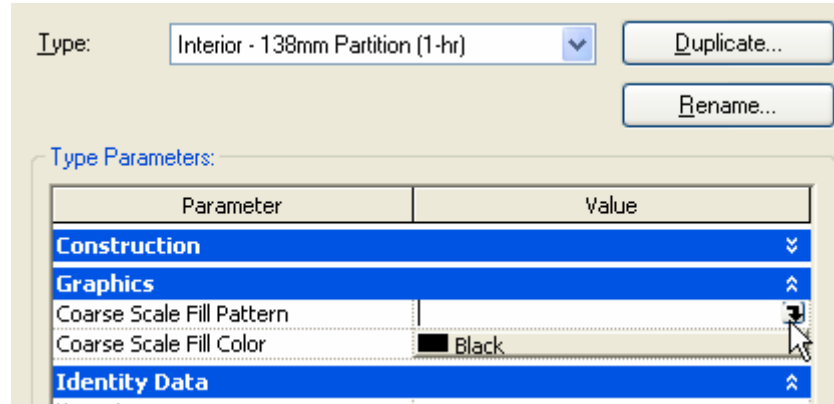 Type: Interior - 138mm Partition (1-hr) Duplicate...
Rename...
Type Parameters:
Parameter Value
Construction
Graphics
Coarse Scale Fill Pattern
Coarse Scale Fill Color Black
Identity Data